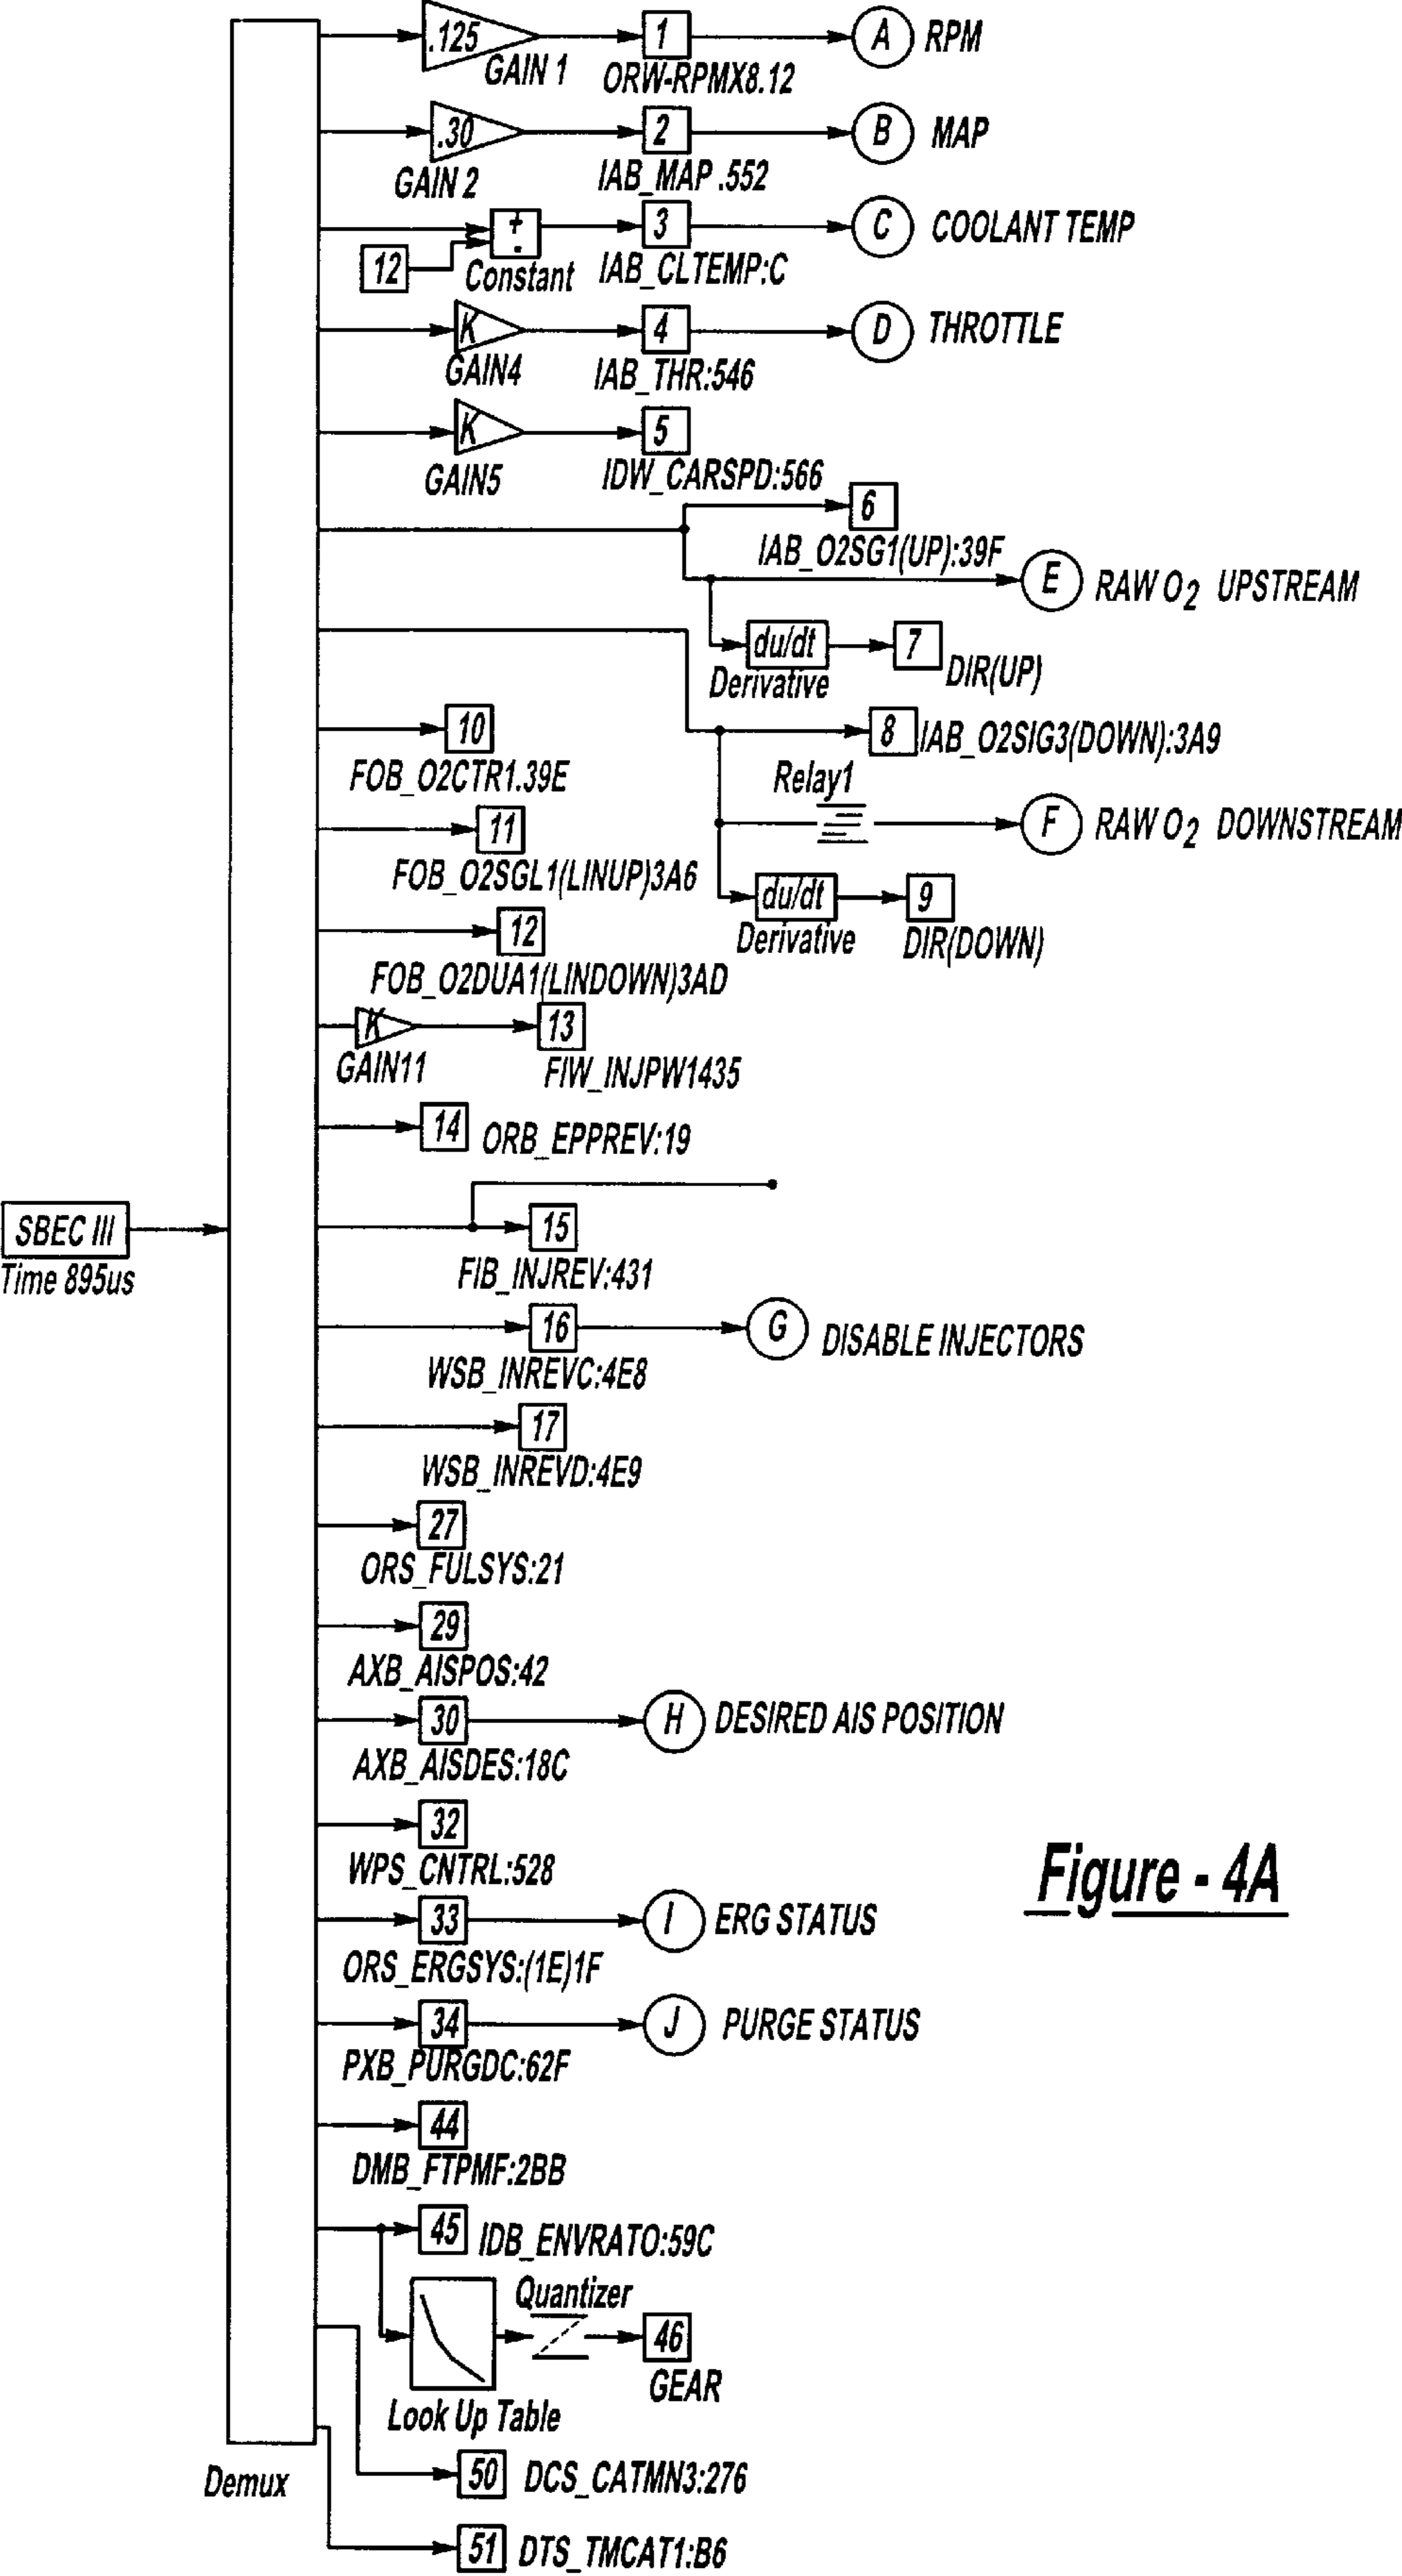 .125
GAIN 1
1
ORW-RPMX8.12
A
RPM
.30
GAIN 2
2
IAB_MAP .552
B
MAP
12
+
-
Constant
3
IAB_CLTEMP:C
C
COOLANT TEMP
K
GAIN4
4
IAB_THR:546
D
THROTTLE
K
GAIN5
5
IDW_CARSPD:566
6
IAB_O2SG1(UP):39F
E
RAW O2 UPSTREAM
du/dt
Derivative
7
DIR(UP)
8
IAB_O2SIG3(DOWN):3A9
Relay1
F
RAW O2 DOWNSTREAM
du/dt
Derivative
9
DIR(DOWN)
10
FOB_O2CTR1.39E
11
FOB_O2SGL1(LINUP)3A6
12
FOB_O2DUA1(LINDOWN)3AD
K
GAIN11
13
FIW_INJPW1435
14
ORB_EPPREV:19
SBEC III
Time 895us
15
FIB_INJREV:431
16
WSB_INREVC:4E8
G
DISABLE INJECTORS
17
WSB_INREVD:4E9
27
ORS_FULSYS:21
29
AXB_AISPOS:42
30
AXB_AISDES:18C
H
DESIRED AIS POSITION
32
WPS_CNTRL:528
33
ORS_ERGSYS:(1E)1F
I
ERG STATUS
34
PXB_PURGDC:62F
J
PURGE STATUS
44
DMB_FTPMF:2BB
45
IDB_ENVRATO:59C
Look Up Table
Quantizer
46
GEAR
Demux
50
DCS_CATMN3:276
51
DTS_TMCAT1:B6
Figure - 4A